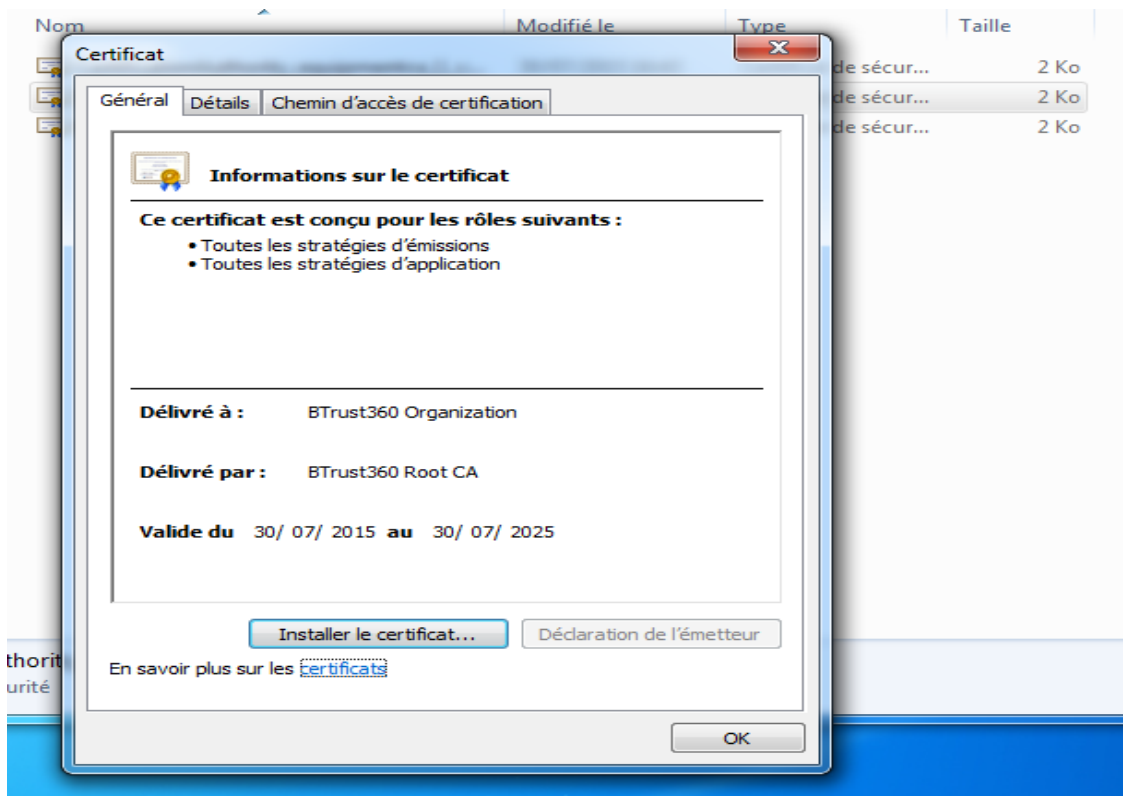 Nom Modifié le Type Taille
Certificat
de sécur... 2 Ko
Général Détails Chemin d'accès de certification
de sécur... 2 Ko
de sécur... 2 Ko
Informations sur le certificat
Ce certificat est conçu pour les rôles suivants :
• Toutes les stratégies d'émissions
• Toutes les stratégies d'application
Délivré à : BTrust360 Organization
Délivré par : BTrust360 Root CA
Valide du 30/ 07/ 2015 au 30/ 07/ 2025
Installer le certificat... Déclaration de l'émetteur
thorit
En savoir plus sur les certificats
urité
OK